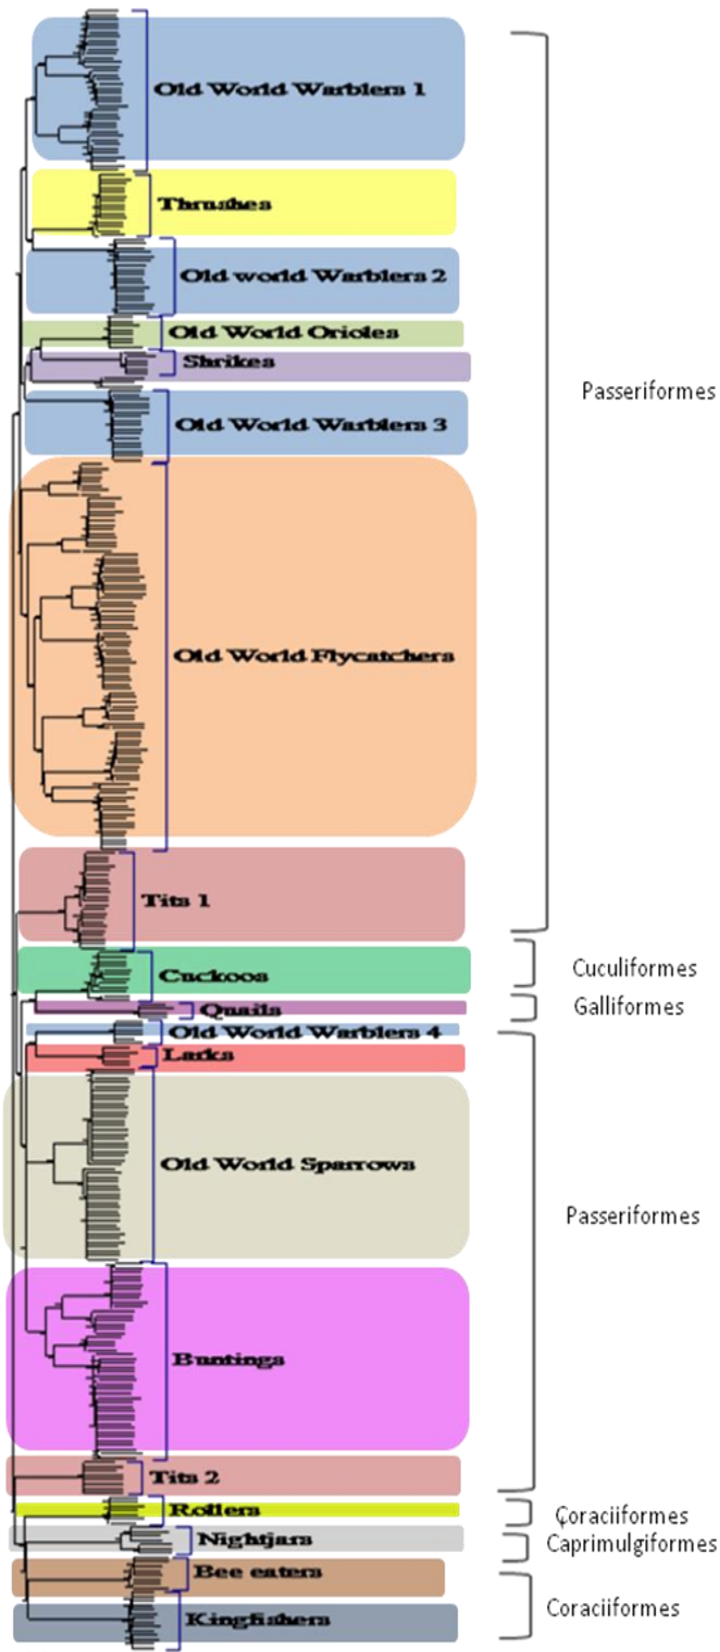 Old World Warblers 1
Thrushes
Old world Warblers 2
Old World Orioles
Shrikes
Passeriformes
Old World Warblers 3
Old World Flycatchers
Tits 1
Cuckoos
Cuculiformes
Quails
Galliformes
Old World Warblers 4
Larks
Old World Sparrows
Passeriformes
Buntings
Tits 2
Rollers
Coraciiformes
Nightjars
Caprimulgiformes
Bee eaters
Kingfishers
Coraciiformes